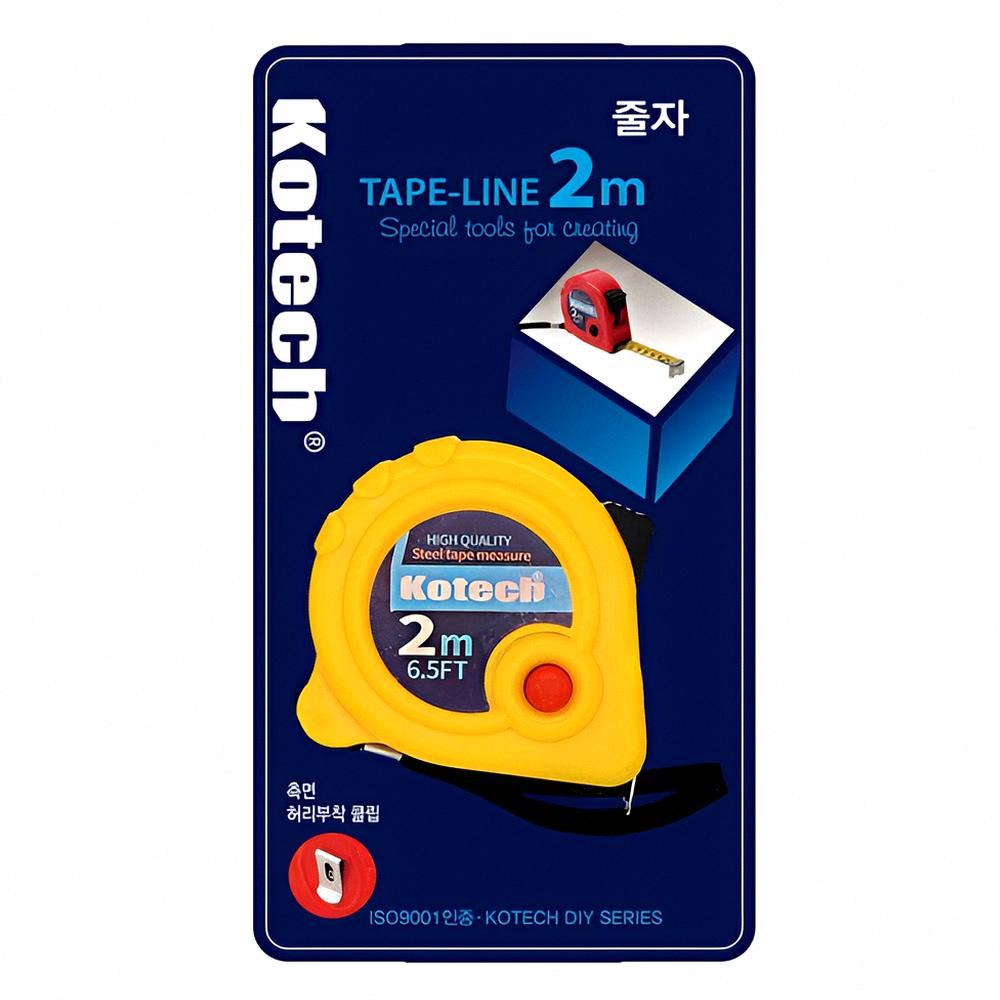 Kotech®
줄자
TAPE-LINE 2m
Special tools for creating
HIGH QUALITY
Steel tape measure
Kotech®
2m
6.5FT
측면
허리부착 클립
ISO9001인증·KOTECH DIY SERIES